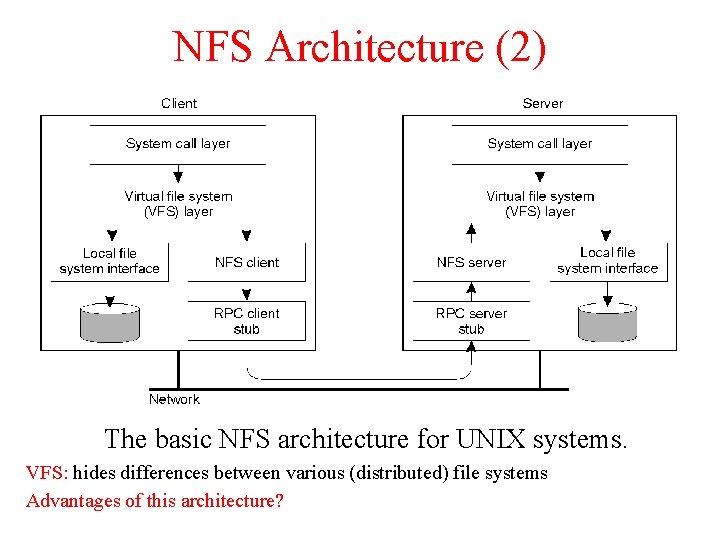 NFS Architecture (2)
Client
System call layer
Virtual file system
(VFS) layer
Local file
system interface
NFS client
RPC client
stub
Server
System call layer
Virtual file system
(VFS) layer
NFS server
Local file
system interface
RPC server
stub
Network
The basic NFS architecture for UNIX systems.
VFS: hides differences between various (distributed) file systems
Advantages of this architecture?